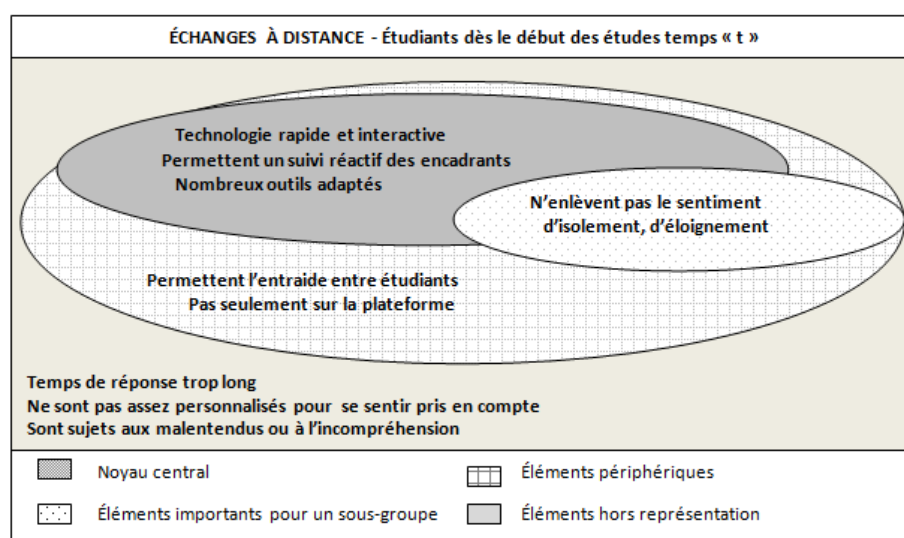 ÉCHANGES À DISTANCE - Étudiants dès le début des études temps « t »
Technologie rapide et interactive
Permettent un suivi réactif des encadrants
Nombreux outils adaptés
N'enlèvent pas le sentiment
d'isolement, d'éloignement
Permettent l'entraide entre étudiants
Pas seulement sur la plateforme
Temps de réponse trop long
Ne sont pas assez personnalisés pour se sentir pris en compte
Sont sujets aux malentendus ou à l'incompréhension
Noyau central
Éléments périphériques
Éléments importants pour un sous-groupe
Éléments hors représentation